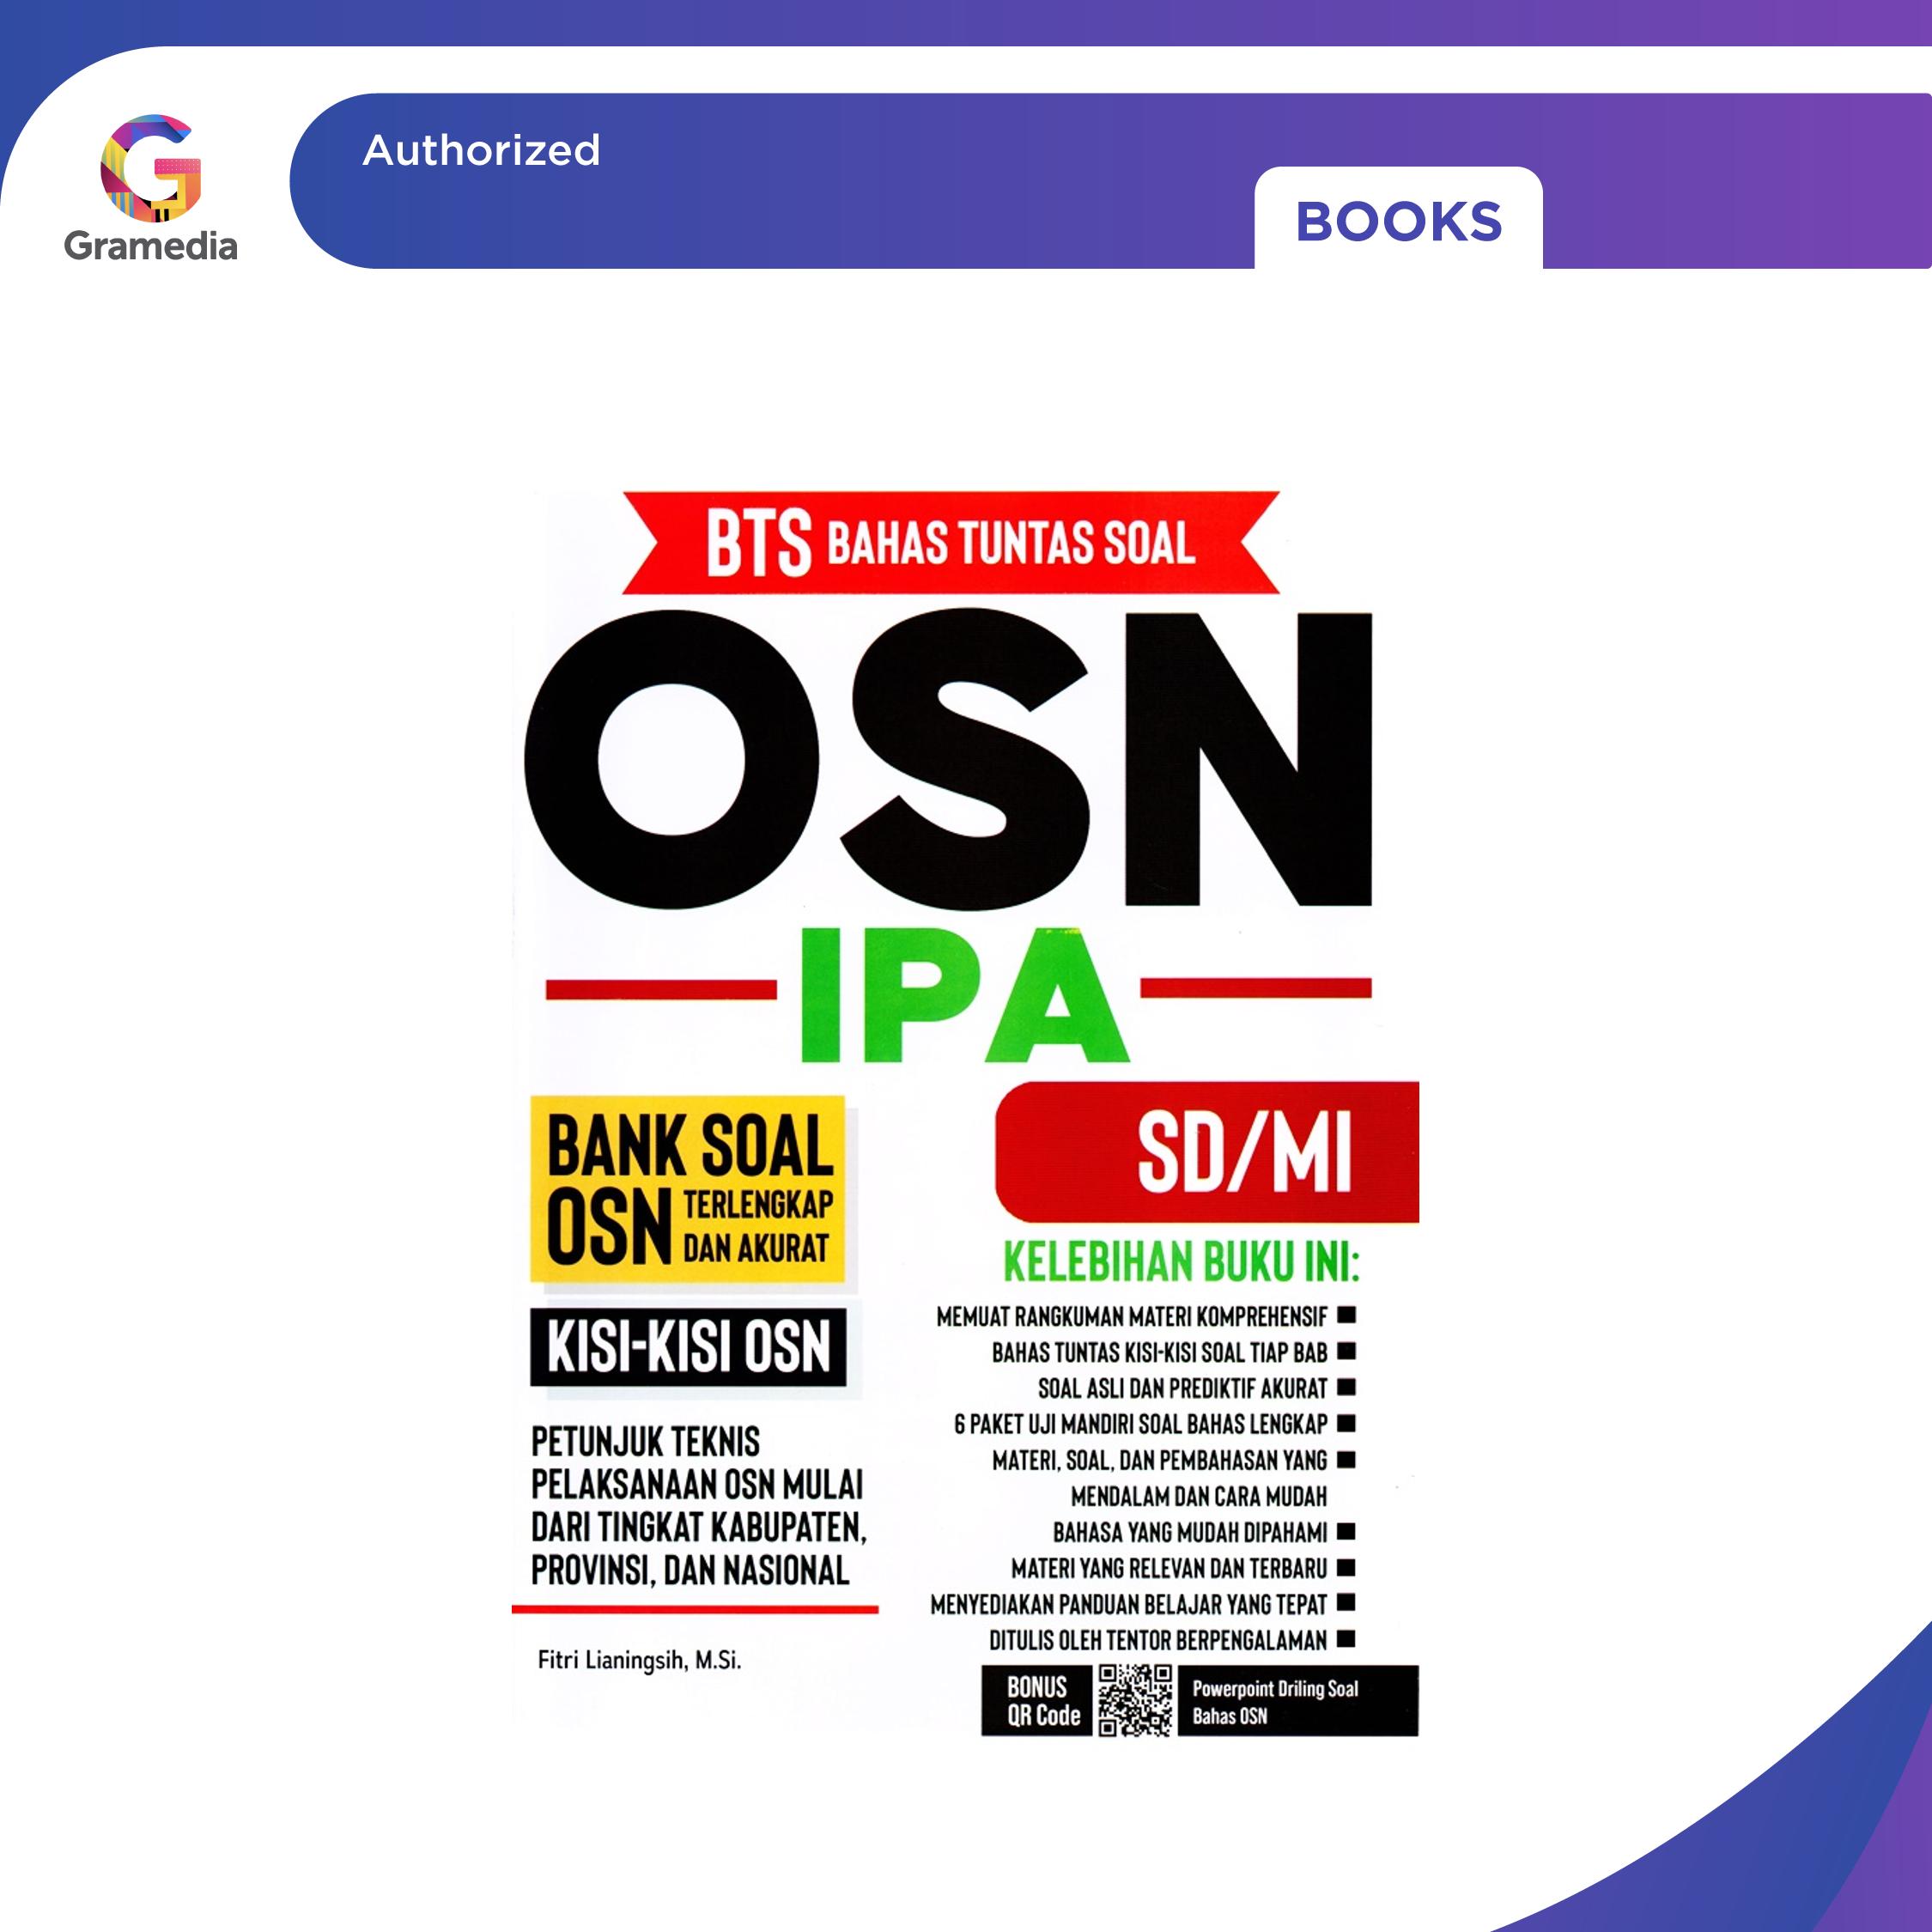 Gramedia
Authorized
BOOKS
BTS BAHAS TUNTAS SOAL
OSN
IPA
BANK SOAL
OSN TERLENGKAP
DAN AKURAT
KISI-KISI OSN
PETUNJUK TEKNIS
PELAKSANAAN OSN MULAI
DARI TINGKAT KABUPATEN,
PROVINSI, DAN NASIONAL
Fitri Lianingsih, M.Si.
SD/MI
KELEBIHAN BUKU INI:
MEMUAT RANGKUMAN MATERI KOMPREHENSIF
BAHAS TUNTAS KISI-KISI SOAL TIAP BAB
SOAL ASLI DAN PREDIKTIF AKURAT
6 PAKET UJI MANDIRI SOAL BAHAS LENGKAP
MATERI, SOAL, DAN PEMBAHASAN YANG
MENDALAM DAN CARA MUDAH
BAHASA YANG MUDAH DIPAHAMI
MATERI YANG RELEVAN DAN TERBARU
MENYEDIAKAN PANDUAN BELAJAR YANG TEPAT
DITULIS OLEH TENTOR BERPENGALAMAN
BONUS
QR Code
Powerpoint Driling Soal
Bahas OSN